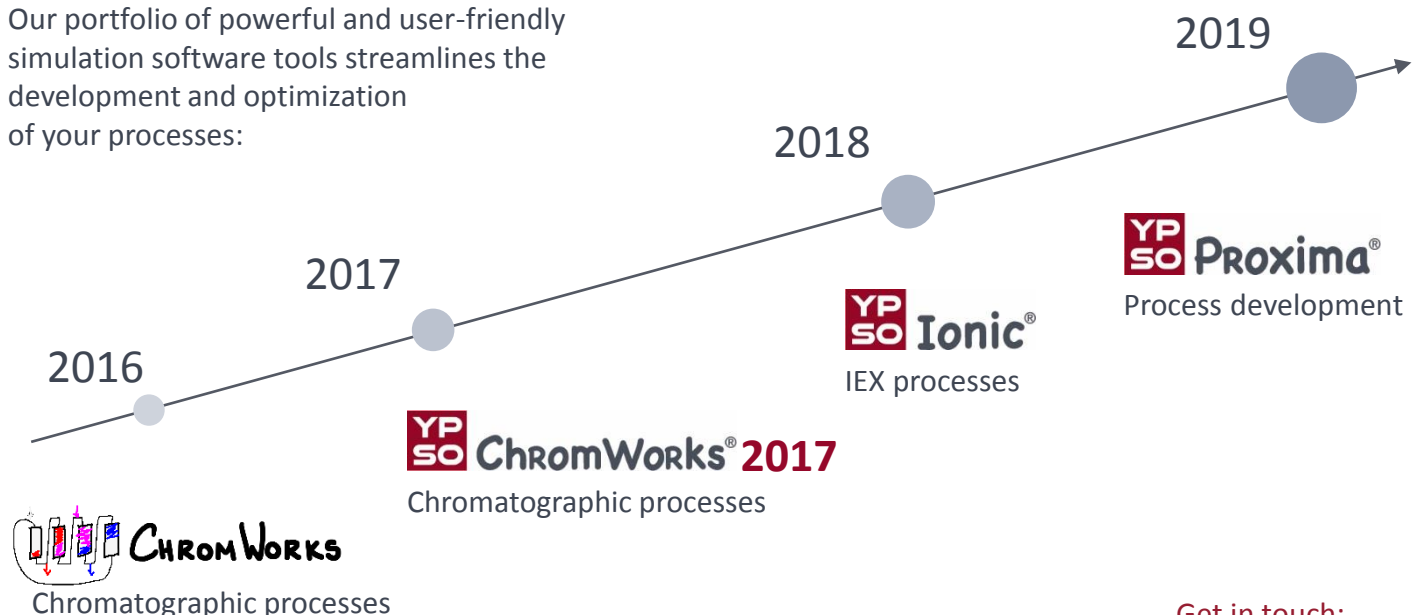 Our portfolio of powerful and user-friendly
simulation software tools streamlines the
development and optimization
of your processes:
2019
2018
2017
2016
YP
SO Proxima®
Process development
YP
SO Ionic®
IEX processes
YP
SO ChromWorks® 2017
Chromatographic processes
CHROMWORKS
Chromatographic processes
Get in touch: